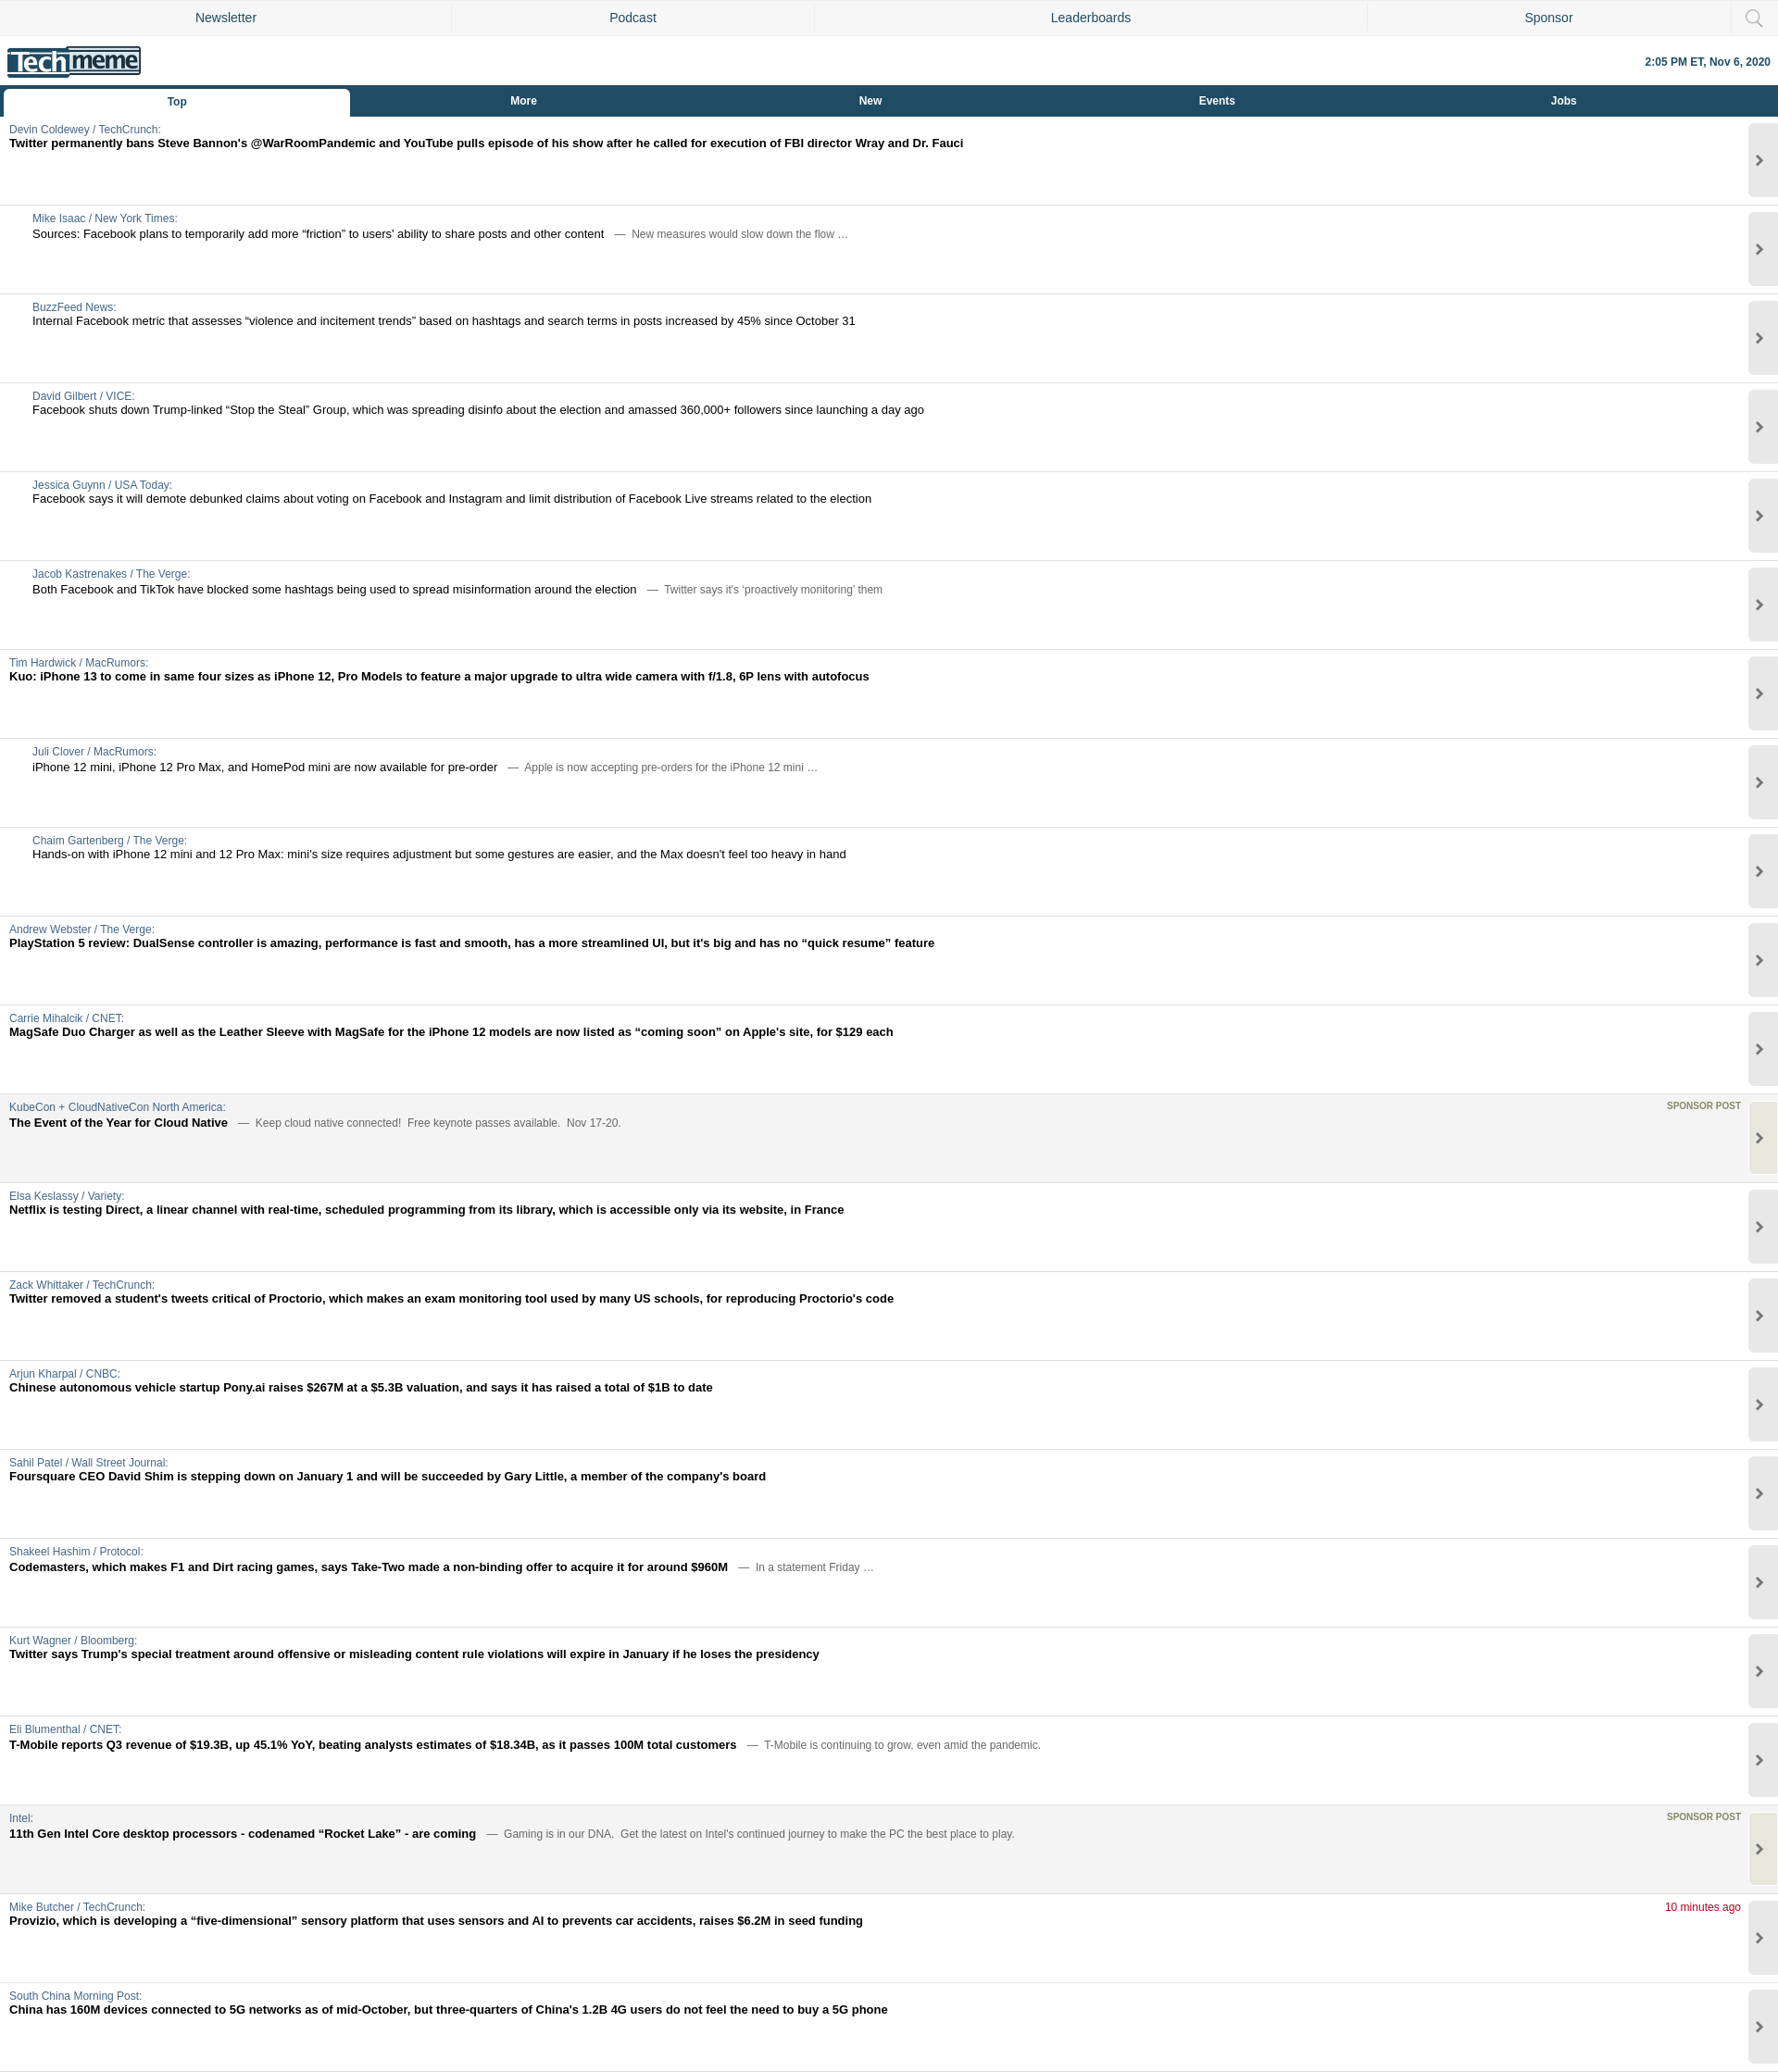 Newsletter Podcast Leaderboards Sponsor
Techmeme 2:05 PM ET, Nov 6, 2020
Top More New Events Jobs
Devin Coldewey / TechCrunch:
Twitter permanently bans Steve Bannon's @WarRoomPandemic and YouTube pulls episode of his show after he called for execution of FBI director Wray and Dr. Fauci
Mike Isaac / New York Times:
Sources: Facebook plans to temporarily add more “friction” to users' ability to share posts and other content — New measures would slow down the flow …
BuzzFeed News:
Internal Facebook metric that assesses “violence and incitement trends” based on hashtags and search terms in posts increased by 45% since October 31
David Gilbert / VICE:
Facebook shuts down Trump-linked “Stop the Steal” Group, which was spreading disinfo about the election and amassed 360,000+ followers since launching a day ago
Jessica Guynn / USA Today:
Facebook says it will demote debunked claims about voting on Facebook and Instagram and limit distribution of Facebook Live streams related to the election
Jacob Kastrenakes / The Verge:
Both Facebook and TikTok have blocked some hashtags being used to spread misinformation around the election — Twitter says it's ‘proactively monitoring’ them
Tim Hardwick / MacRumors:
Kuo: iPhone 13 to come in same four sizes as iPhone 12, Pro Models to feature a major upgrade to ultra wide camera with f/1.8, 6P lens with autofocus
Juli Clover / MacRumors:
iPhone 12 mini, iPhone 12 Pro Max, and HomePod mini are now available for pre-order — Apple is now accepting pre-orders for the iPhone 12 mini …
Chaim Gartenberg / The Verge:
Hands-on with iPhone 12 mini and 12 Pro Max: mini's size requires adjustment but some gestures are easier, and the Max doesn't feel too heavy in hand
Andrew Webster / The Verge:
PlayStation 5 review: DualSense controller is amazing, performance is fast and smooth, has a more streamlined UI, but it's big and has no “quick resume” feature
Carrie Mihalcik / CNET:
MagSafe Duo Charger as well as the Leather Sleeve with MagSafe for the iPhone 12 models are now listed as “coming soon” on Apple's site, for $129 each
KubeCon + CloudNativeCon North America: SPONSOR POST
The Event of the Year for Cloud Native — Keep cloud native connected! Free keynote passes available. Nov 17-20.
Elsa Keslassy / Variety:
Netflix is testing Direct, a linear channel with real-time, scheduled programming from its library, which is accessible only via its website, in France
Zack Whittaker / TechCrunch:
Twitter removed a student's tweets critical of Proctorio, which makes an exam monitoring tool used by many US schools, for reproducing Proctorio's code
Arjun Kharpal / CNBC:
Chinese autonomous vehicle startup Pony.ai raises $267M at a $5.3B valuation, and says it has raised a total of $1B to date
Sahil Patel / Wall Street Journal:
Foursquare CEO David Shim is stepping down on January 1 and will be succeeded by Gary Little, a member of the company's board
Shakeel Hashim / Protocol:
Codemasters, which makes F1 and Dirt racing games, says Take-Two made a non-binding offer to acquire it for around $960M — In a statement Friday …
Kurt Wagner / Bloomberg:
Twitter says Trump's special treatment around offensive or misleading content rule violations will expire in January if he loses the presidency
Eli Blumenthal / CNET:
T-Mobile reports Q3 revenue of $19.3B, up 45.1% YoY, beating analysts estimates of $18.34B, as it passes 100M total customers — T-Mobile is continuing to grow, even amid the pandemic.
Intel: SPONSOR POST
11th Gen Intel Core desktop processors - codenamed “Rocket Lake” - are coming — Gaming is in our DNA. Get the latest on Intel's continued journey to make the PC the best place to play.
Mike Butcher / TechCrunch: 10 minutes ago
Provizio, which is developing a “five-dimensional” sensory platform that uses sensors and AI to prevents car accidents, raises $6.2M in seed funding
South China Morning Post:
China has 160M devices connected to 5G networks as of mid-October, but three-quarters of China's 1.2B 4G users do not feel the need to buy a 5G phone